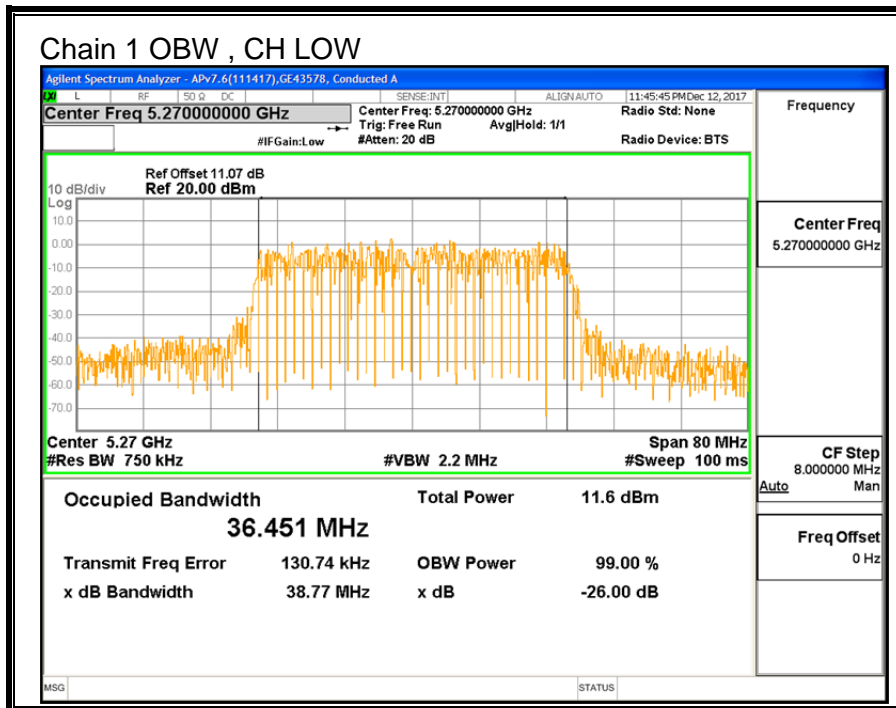 Chain 1 OBW , CH LOW
Agilent Spectrum Analyzer - APv7.6(111417),GE43578, Conducted A
LXI L RF 50 Ω DC SENSE:INT ALIGN AUTO 11:45:45 PM Dec 12, 2017
Center Freq 5.270000000 GHz
Center Freq: 5.270000000 GHz
Radio Std: None
Trig: Free Run Avg|Hold: 1/1
#IFGain:Low #Atten: 20 dB Radio Device: BTS
Ref Offset 11.07 dB
10 dB/div Ref 20.00 dBm
Log
10.0
0.00
-10.0
-20.0
-30.0
-40.0
-50.0
-60.0
-70.0
Center 5.27 GHz Span 80 MHz
#Res BW 750 kHz #VBW 2.2 MHz #Sweep 100 ms
Occupied Bandwidth Total Power 11.6 dBm
36.451 MHz
Transmit Freq Error 130.74 kHz OBW Power 99.00 %
x dB Bandwidth 38.77 MHz x dB -26.00 dB
MSG STATUS
Frequency
Center Freq
5.270000000 GHz
CF Step
8.000000 MHz
Auto Man
Freq Offset
0 Hz